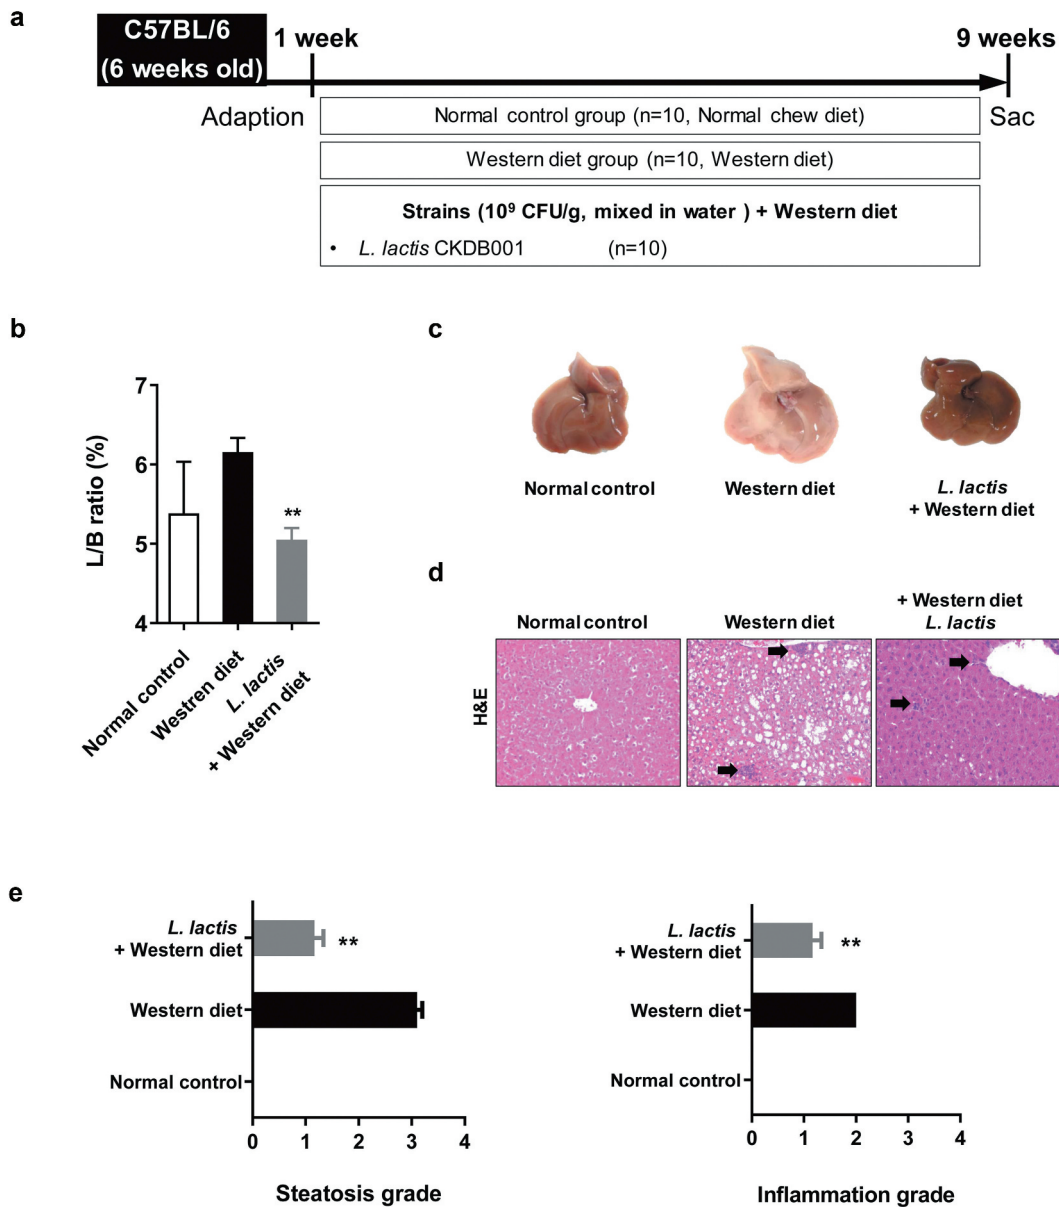 a
C57BL/6
(6 weeks old)
1 week
9 weeks
Adaption
Sac
Normal control group (n=10, Normal chew diet)
Western diet group (n=10, Western diet)
Strains (10⁹ CFU/g, mixed in water ) + Western diet
• L. lactis CKDB001 (n=10)
b
L/B ratio (%)
7
6
5
4
**
Normal control
Westren diet
L. lactis
+ Western diet
c
Normal control
Western diet
L. lactis
+ Western diet
d
Normal control
Western diet
+ Western diet
L. lactis
H&E
e
L. lactis
+ Western diet
**
Western diet
Normal control
0 1 2 3 4
Steatosis grade
L. lactis
+ Western diet
**
Western diet
Normal control
0 1 2 3 4
Inflammation grade